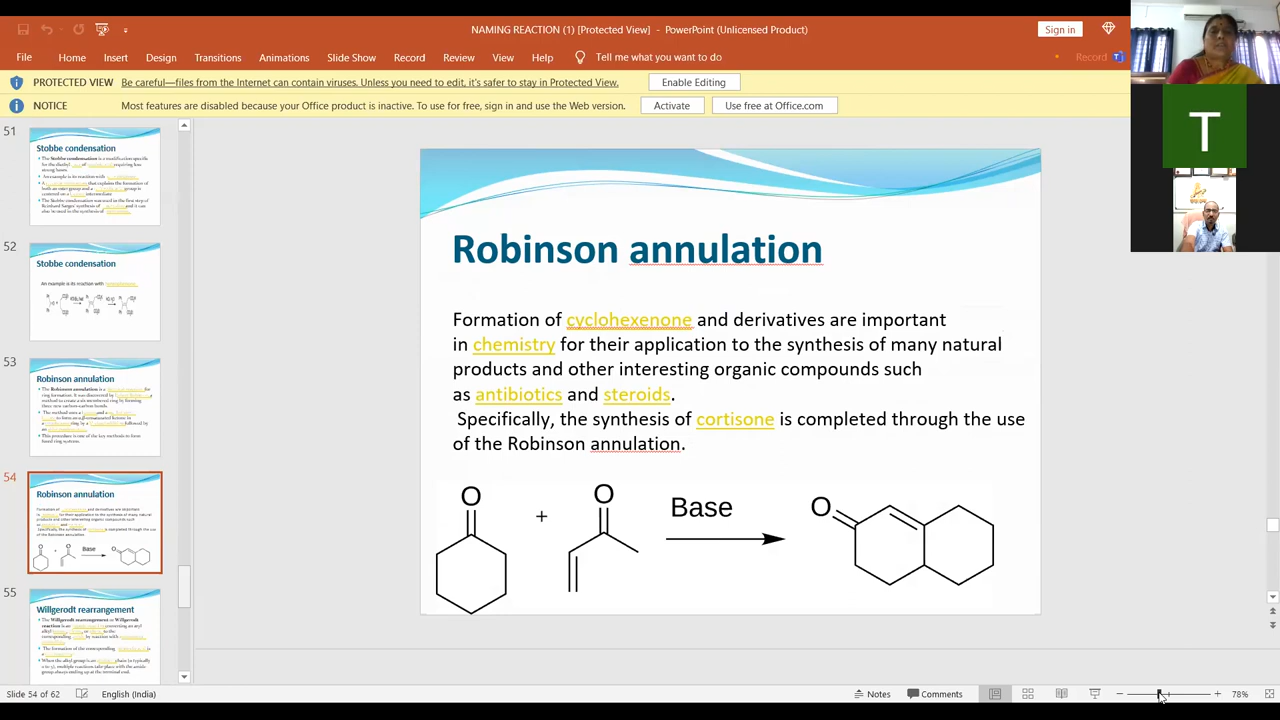 NAMING REACTION (1) [Protected View] - PowerPoint (Unlicensed Product)
Sign in
File Home Insert Design Transitions Animations Slide Show Record Review View Help Tell me what you want to do
Record
PROTECTED VIEW Be careful—files from the Internet can contain viruses. Unless you need to edit, it's safer to stay in Protected View. Enable Editing
NOTICE Most features are disabled because your Office product is inactive. To use for free, sign in and use the Web version. Activate Use free at Office.com
T
51
Stobbe condensation
52
Stobbe condensation
An example is its reaction with
53
Robinson annulation
54
Robinson annulation
Base
55
Willgerodt rearrangement
Robinson annulation
Formation of cyclohexenone and derivatives are important
in chemistry for their application to the synthesis of many natural
products and other interesting organic compounds such
as antibiotics and steroids.
Specifically, the synthesis of cortisone is completed through the use
of the Robinson annulation.
O + O Base O
Slide 54 of 62 English (India) Notes Comments 78%